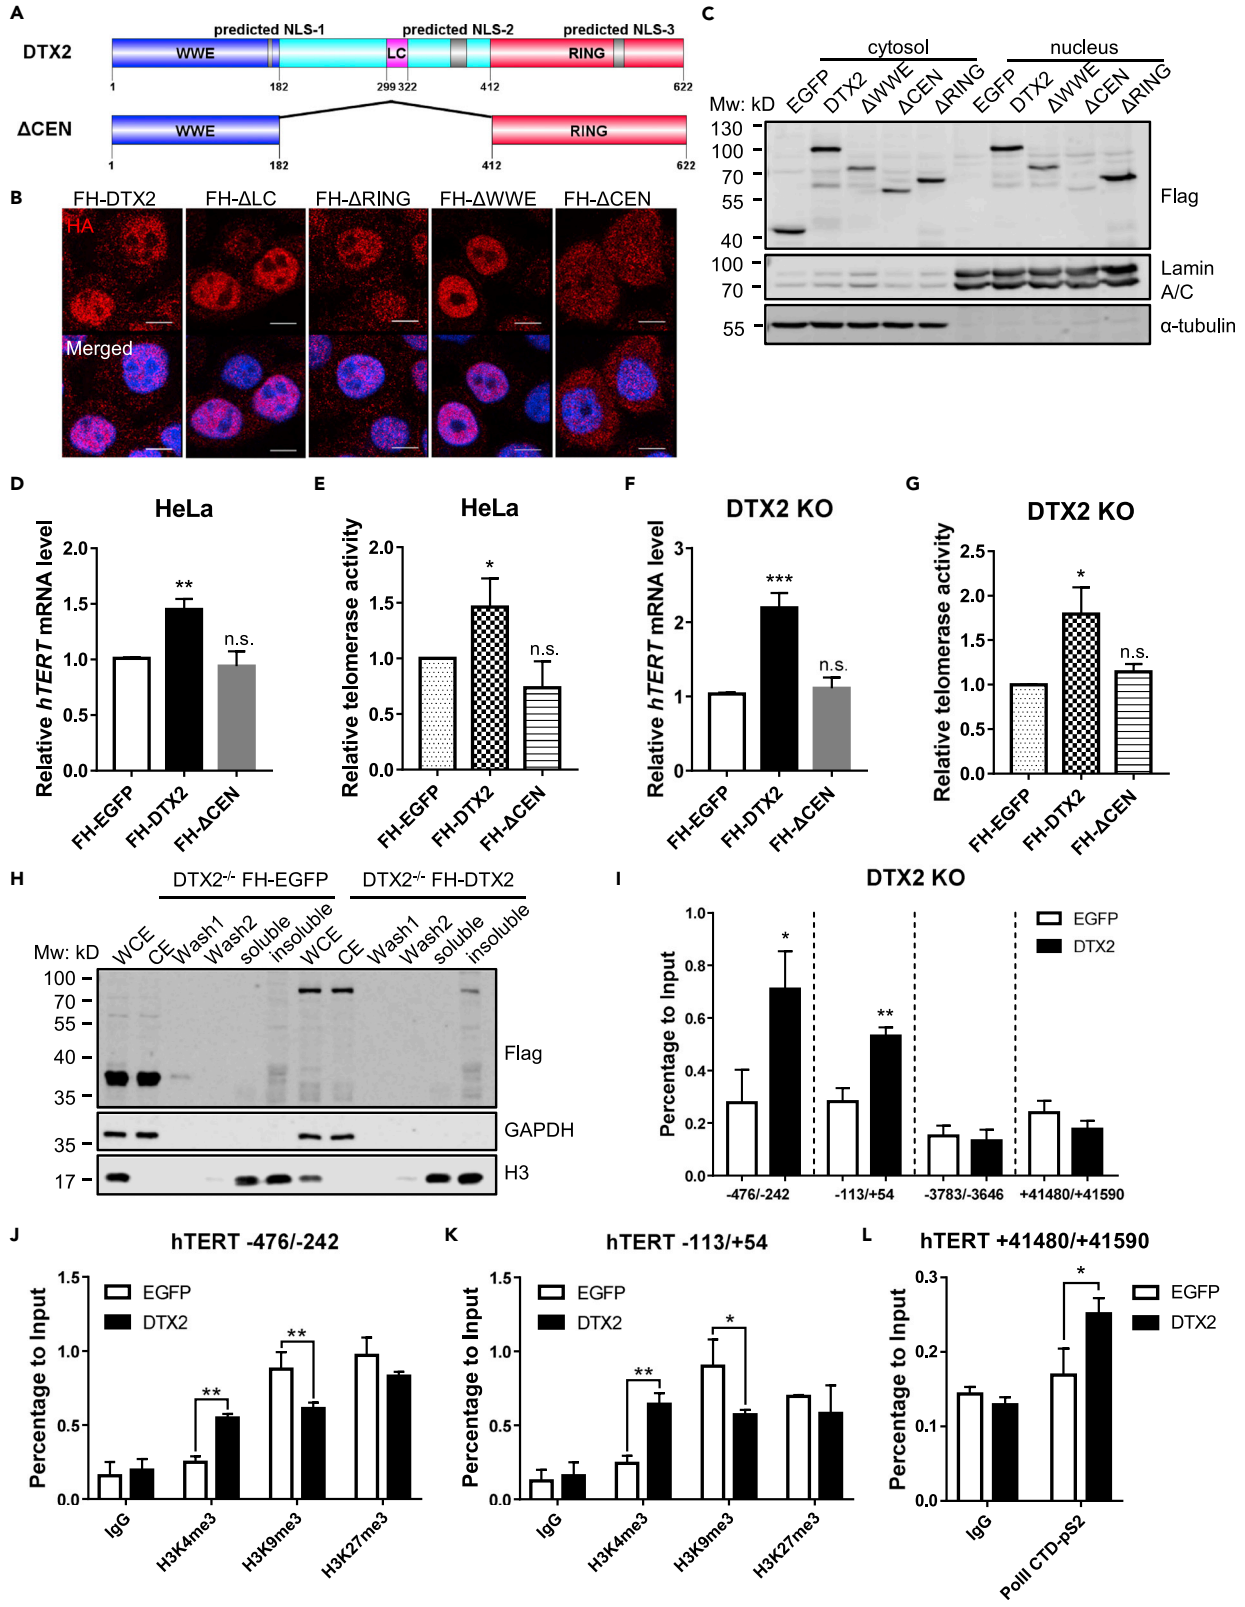 A
predicted NLS-1 predicted NLS-2 predicted NLS-3
DTX2 WWE LC RING
1 182 299 322 412 622
ΔCEN WWE RING
1 182 412 622
B
FH-DTX2 FH-ΔLC FH-ΔRING FH-ΔWWE FH-ΔCEN
HA
Merged
C
cytosol nucleus
Mw: kD EGFP DTX2 ΔWWE ΔCEN ΔRING EGFP DTX2 ΔWWE ΔCEN ΔRING
130
100
70
55
40
Flag
100
70
Lamin
A/C
55
α-tubulin
D
HeLa
Relative hTERT mRNA level
2.0
1.5
1.0
0.5
0.0
**
n.s.
FH-EGFP FH-DTX2 FH-ΔCEN
E
HeLa
Relative telomerase activity
2.0
1.5
1.0
0.5
0.0
*
n.s.
FH-EGFP FH-DTX2 FH-ΔCEN
F
DTX2 KO
Relative hTERT mRNA level
3
2
1
0
***
n.s.
FH-EGFP FH-DTX2 FH-ΔCEN
G
DTX2 KO
Relative telomerase activity
2.5
2.0
1.5
1.0
0.5
0.0
*
n.s.
FH-EGFP FH-DTX2 FH-ΔCEN
H
DTX2-/- FH-EGFP DTX2-/- FH-DTX2
Mw: kD WCE CE Wash1 Wash2 soluble insoluble WCE CE Wash1 Wash2 soluble insoluble
100
70
55
40
35
Flag
35
GAPDH
17
H3
I
DTX2 KO
Percentage to Input
1.0
0.8
0.6
0.4
0.2
0.0
EGFP
DTX2
*
**
-476/-242 -113/+54 -3783/-3646 +41480/+41590
J
hTERT -476/-242
Percentage to Input
1.5
1.0
0.5
0.0
EGFP
DTX2
**
**
IgG H3K4me3 H3K9me3 H3K27me3
K
hTERT -113/+54
Percentage to Input
1.5
1.0
0.5
0.0
EGFP
DTX2
**
*
IgG H3K4me3 H3K9me3 H3K27me3
L
hTERT +41480/+41590
Percentage to Input
0.3
0.2
0.1
0.0
*
EGFP
DTX2
IgG PolII CTD-pS2